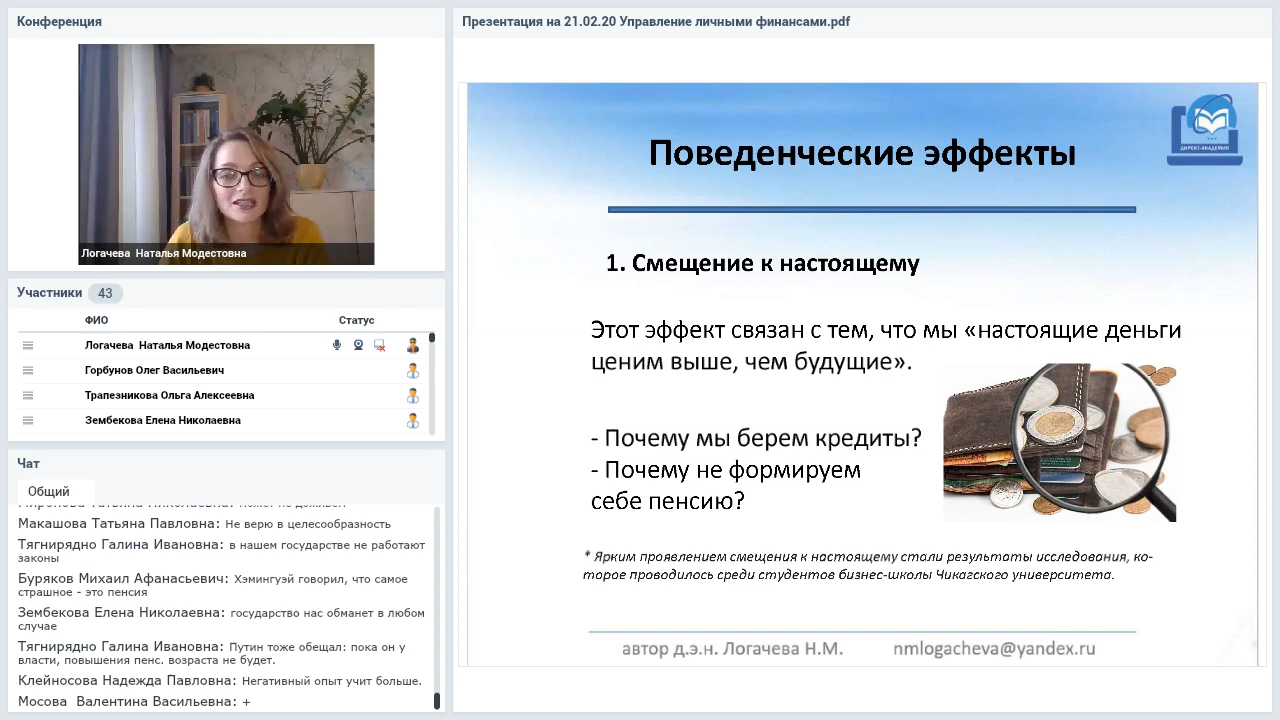 Конференция
Логачева  Наталья Модестовна
Участники 43
ФИО Статус
Логачева  Наталья Модестовна
Горбунов Олег Васильевич
Трапезникова Ольга Алексеевна
Зембекова Елена Николаевна
Чат
Общий
Макашова Татьяна Павловна: Не верю в целесообразность
Тягнирядно Галина Ивановна: в нашем государстве не работают
законы
Буряков Михаил Афанасьевич: Хэмингуэй говорил, что самое
страшное - это пенсия
Зембекова Елена Николаевна: государство нас обманет в любом
случае
Тягнирядно Галина Ивановна: Путин тоже обещал: пока он у
власти, повышения пенс. возраста не будет.
Клейносова Надежда Павловна: Негативный опыт учит больше.
Мосова  Валентина Васильевна: +
Презентация на 21.02.20 Управление личными финансами.pdf
ДИРЕКТ-АКАДЕМИЯ
Поведенческие эффекты
1. Смещение к настоящему
Этот эффект связан с тем, что мы «настоящие деньги
ценим выше, чем будущие».
- Почему мы берем кредиты?
- Почему не формируем
себе пенсию?
* Ярким проявлением смещения к настоящему стали результаты исследования, ко-
торое проводилось среди студентов бизнес-школы Чикагского университета.
автор д.э.н. Логачева Н.М. nmlogacheva@yandex.ru